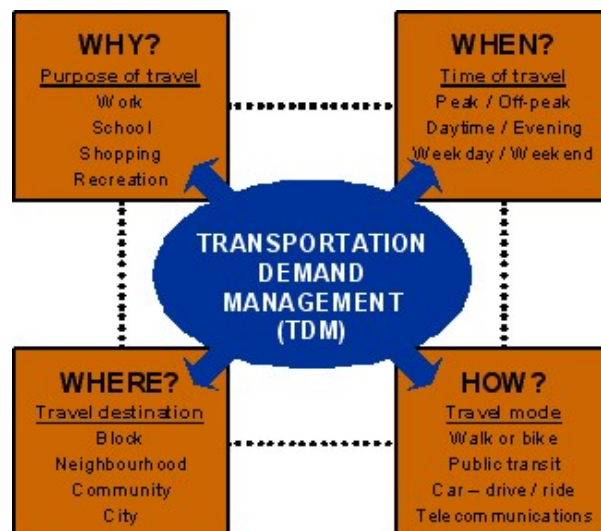 WHY?
Purpose of travel
Work
School
Shopping
Recreation
WHEN?
Time of travel
Peak / Off-peak
Daytime / Evening
Weekday / Weekend
TRANSPORTATION
DEMAND
MANAGEMENT
(TDM)
WHERE?
Travel destination
Block
Neighbourhood
Community
City
HOW?
Travel mode
Walk or bike
Public transit
Car – drive / ride
Telecommunications